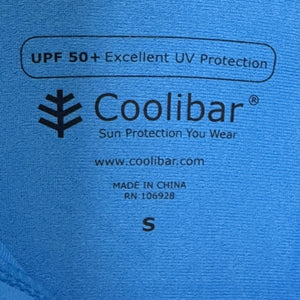 UPF 50+ Excellent UV Protection
Coolibar®
Sun Protection You Wear
www.coolibar.com
MADE IN CHINA
RN 106928
S